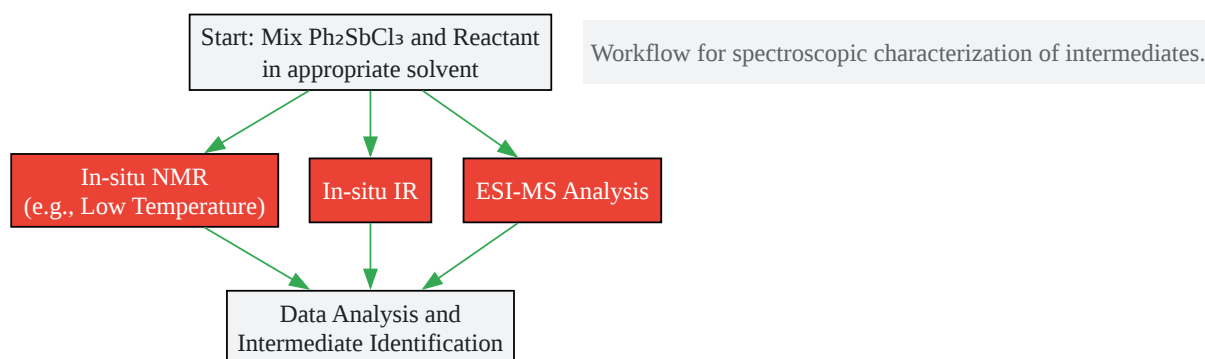 Start: Mix Ph₂SbCl₃ and Reactant
in appropriate solvent
Workflow for spectroscopic characterization of intermediates.
In-situ NMR
(e.g., Low Temperature)
In-situ IR
ESI-MS Analysis
Data Analysis and
Intermediate Identification